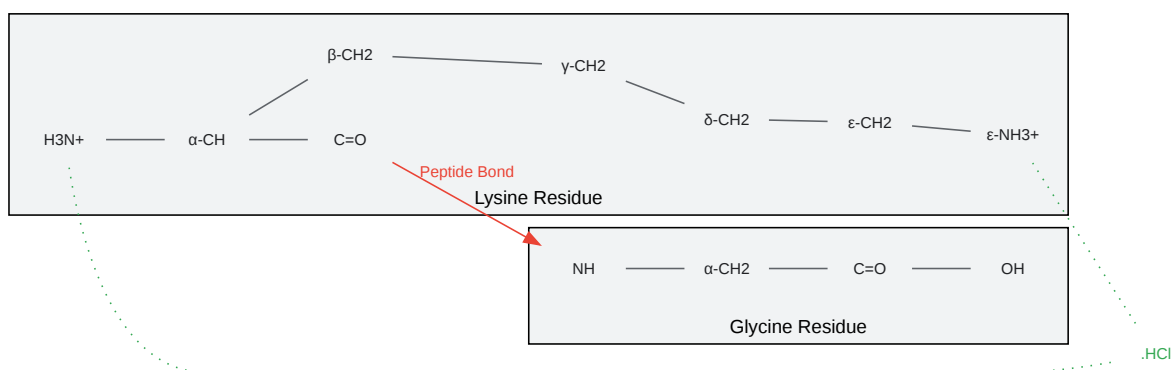 β-CH2
γ-CH2
δ-CH2
ε-CH2
ε-NH3+
H3N+
α-CH
C=O
Peptide Bond
Lysine Residue
NH
α-CH2
C=O
OH
Glycine Residue
.HCl